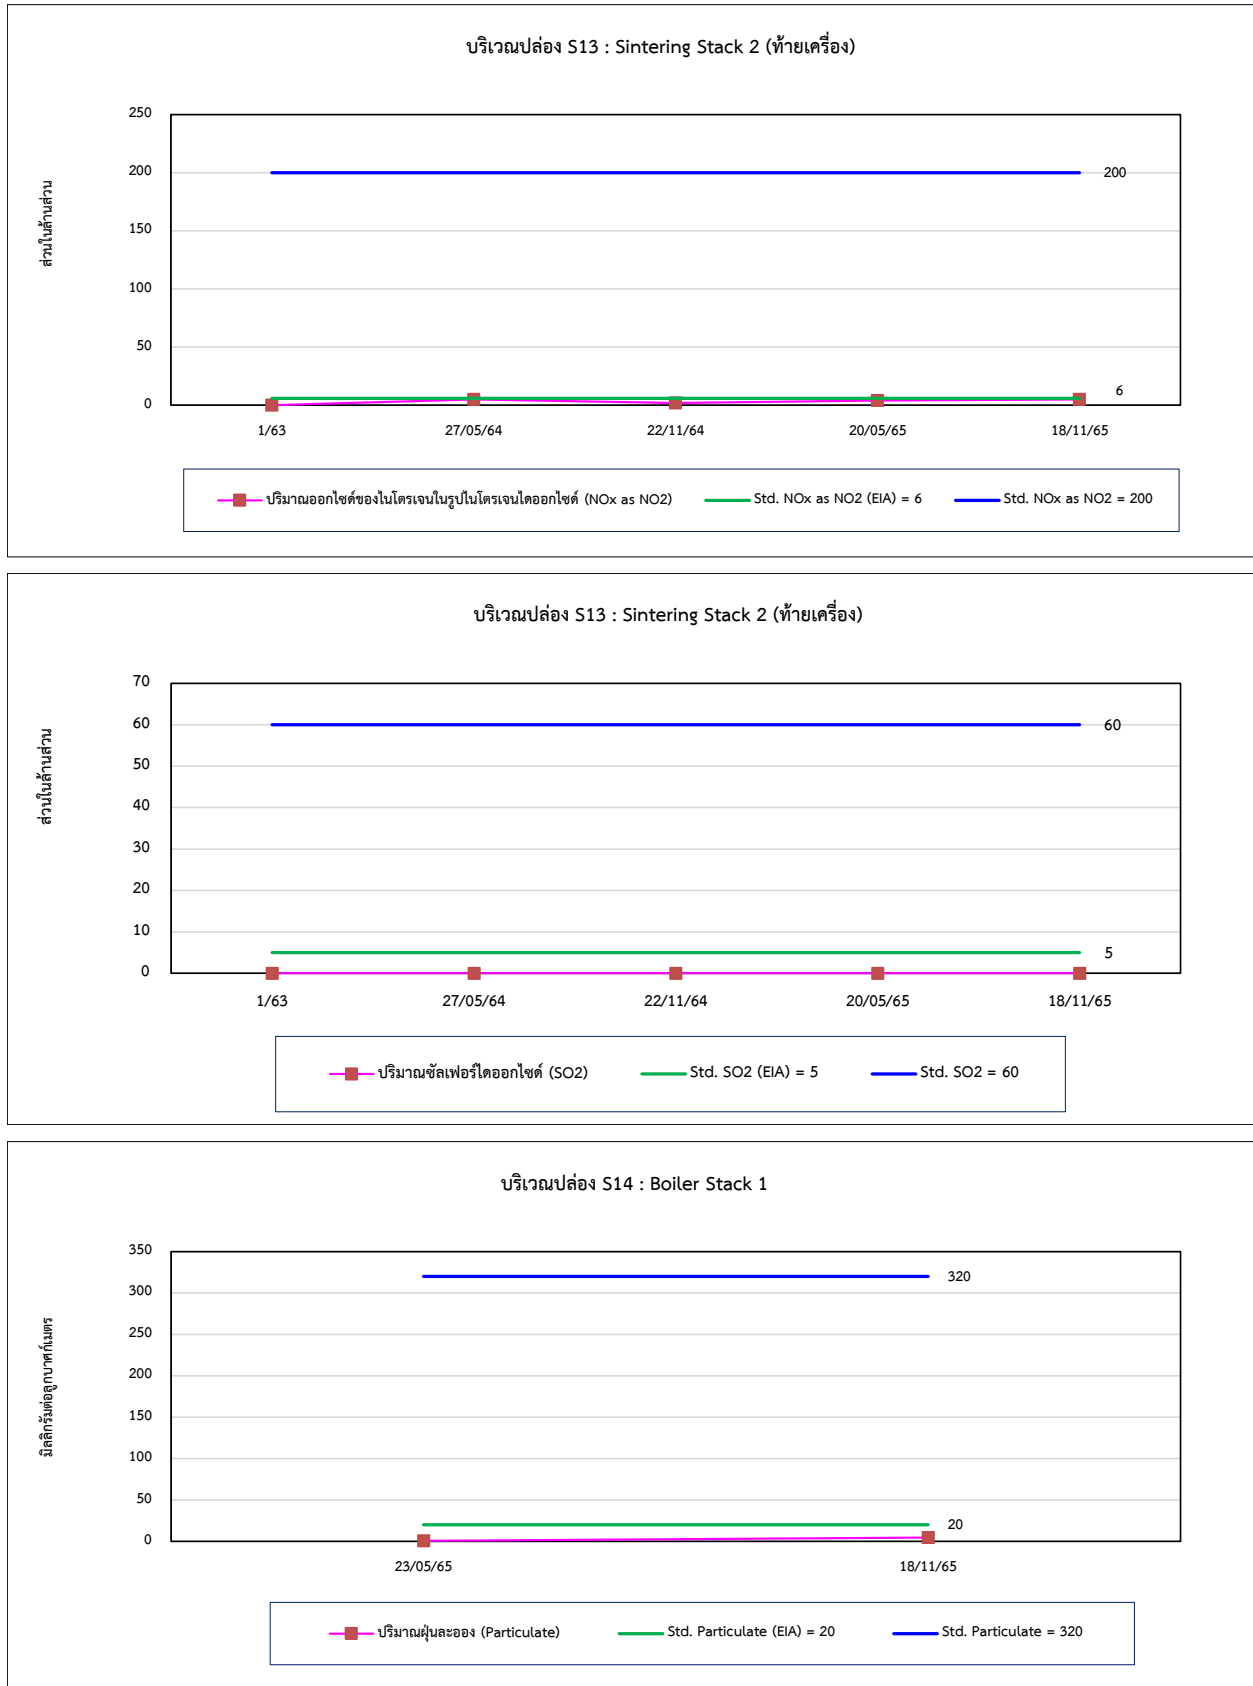 บริเวณปล่อง S13 : Sintering Stack 2 (ท้ายเครื่อง)
ส่วนในล้านส่วน
250
200
150
100
50
0
200
6
1/63 27/05/64 22/11/64 20/05/65 18/11/65
ปริมาณออกไซด์ของไนโตรเจนในรูปไนโตรเจนไดออกไซด์ (NOx as NO2) Std. NOx as NO2 (EIA) = 6 Std. NOx as NO2 = 200
บริเวณปล่อง S13 : Sintering Stack 2 (ท้ายเครื่อง)
ส่วนในล้านส่วน
70
60
50
40
30
20
10
0
60
5
1/63 27/05/64 22/11/64 20/05/65 18/11/65
ปริมาณซัลเฟอร์ไดออกไซด์ (SO2) Std. SO2 (EIA) = 5 Std. SO2 = 60
บริเวณปล่อง S14 : Boiler Stack 1
มิลลิกรัมต่อลูกบาศก์เมตร
350
300
250
200
150
100
50
0
320
20
23/05/65 18/11/65
ปริมาณฝุ่นละออง (Particulate) Std. Particulate (EIA) = 20 Std. Particulate = 320